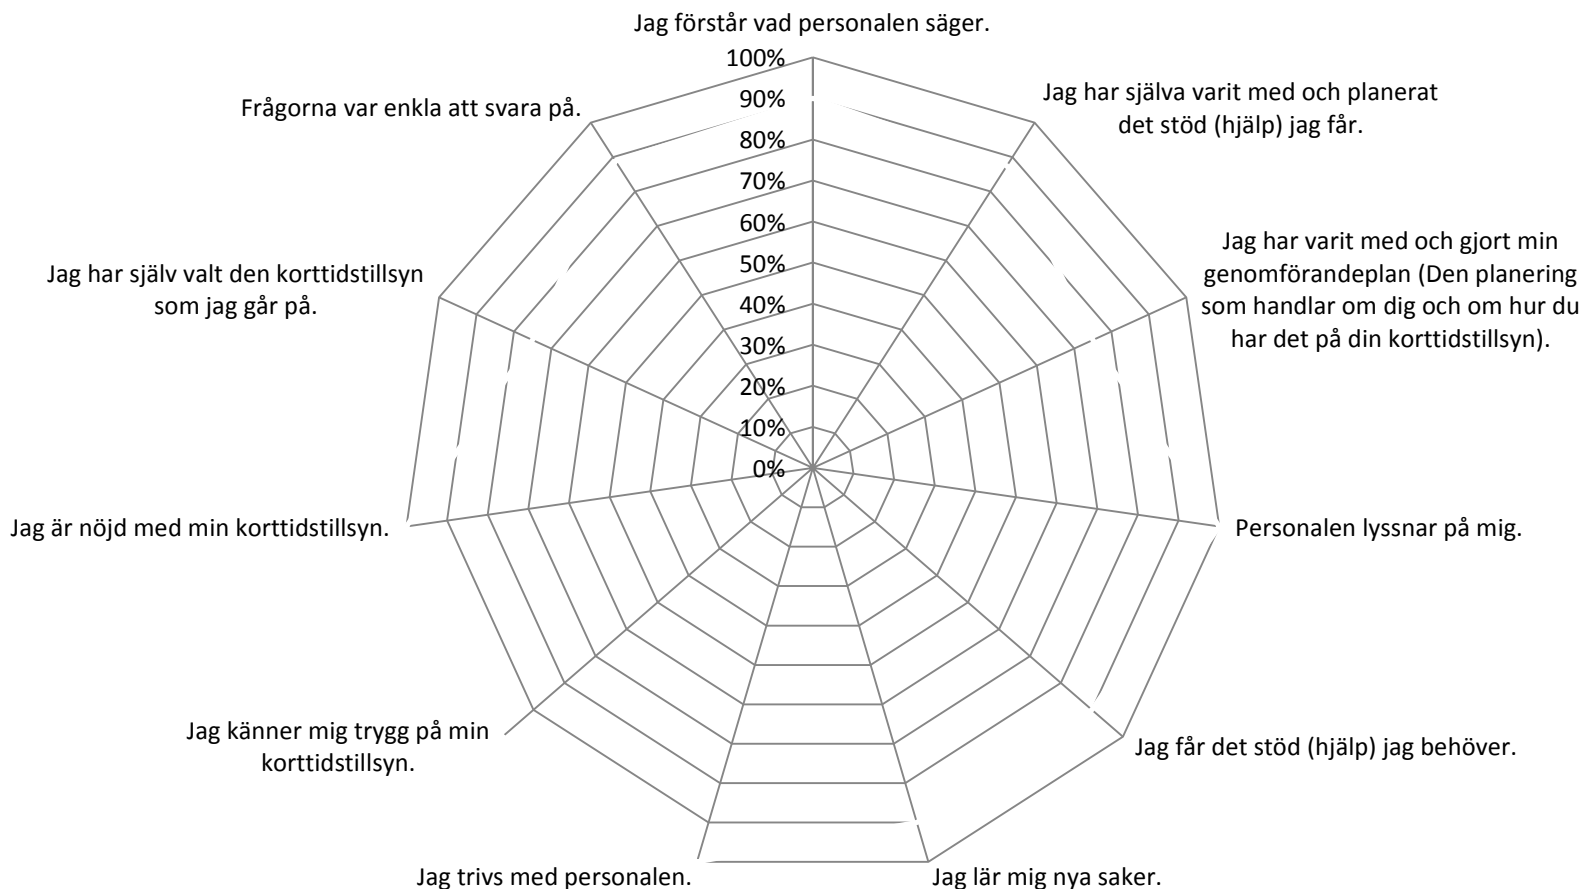 Jag förstår vad personalen säger.
100%
90%
80%
70%
60%
50%
40%
30%
20%
10%
0%
Jag har själva varit med och planerat
det stöd (hjälp) jag får.
Jag har varit med och gjort min
genomförandeplan (Den planering
som handlar om dig och om hur du
har det på din korttidstillsyn).
Personalen lyssnar på mig.
Jag får det stöd (hjälp) jag behöver.
Jag lär mig nya saker.
Jag trivs med personalen.
Jag känner mig trygg på min
korttidstillsyn.
Jag är nöjd med min korttidstillsyn.
Jag har själv valt den korttidstillsyn
som jag går på.
Frågorna var enkla att svara på.